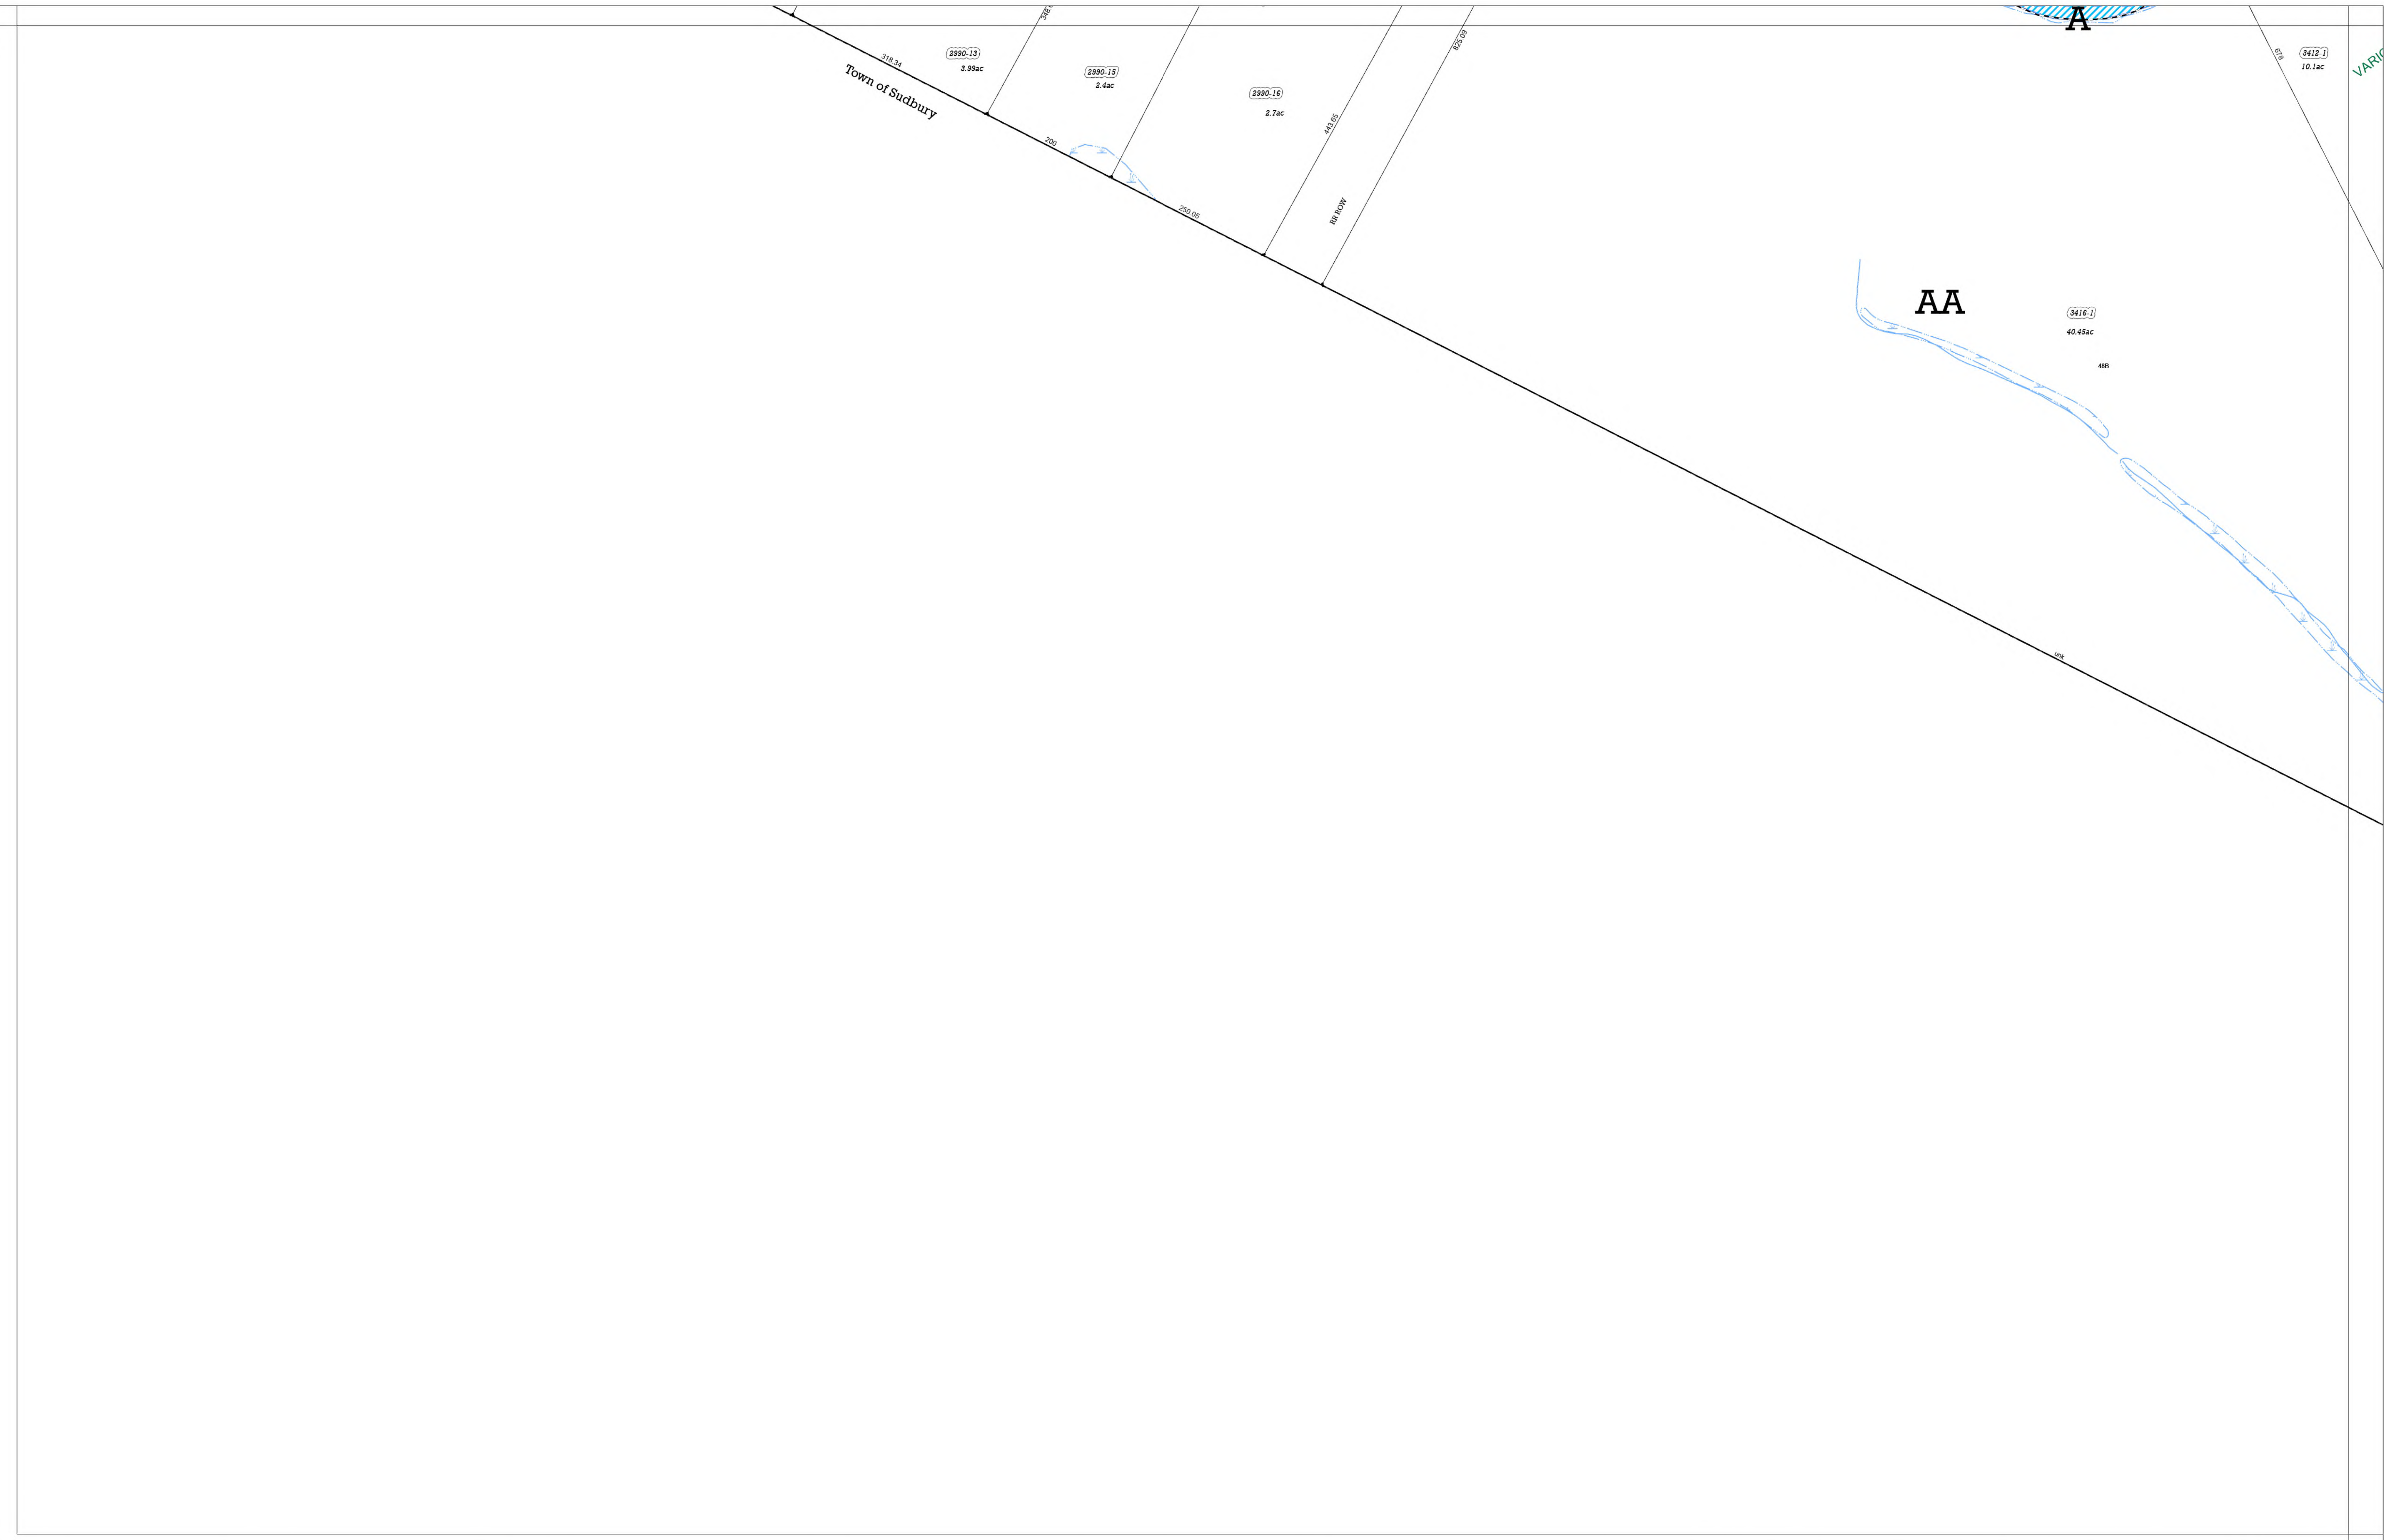 A
318.34
2990-13
3.99ac
2990-15
2.4ac
2990-16
2.7ac
443.65
825.09
678
3412-1
10.1ac
Town of Sudbury
200
250.05
RR ROW
AA
3416-1
40.45ac
48B
unk